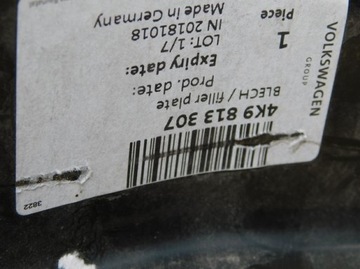 VOLKSWAGEN
GROUP
4K9 813 307
BLECH / filler plate
Prod. date:
Expiry date:
LOT: 1/7
IN 20181018
Made in Germany
1
Piece
3822